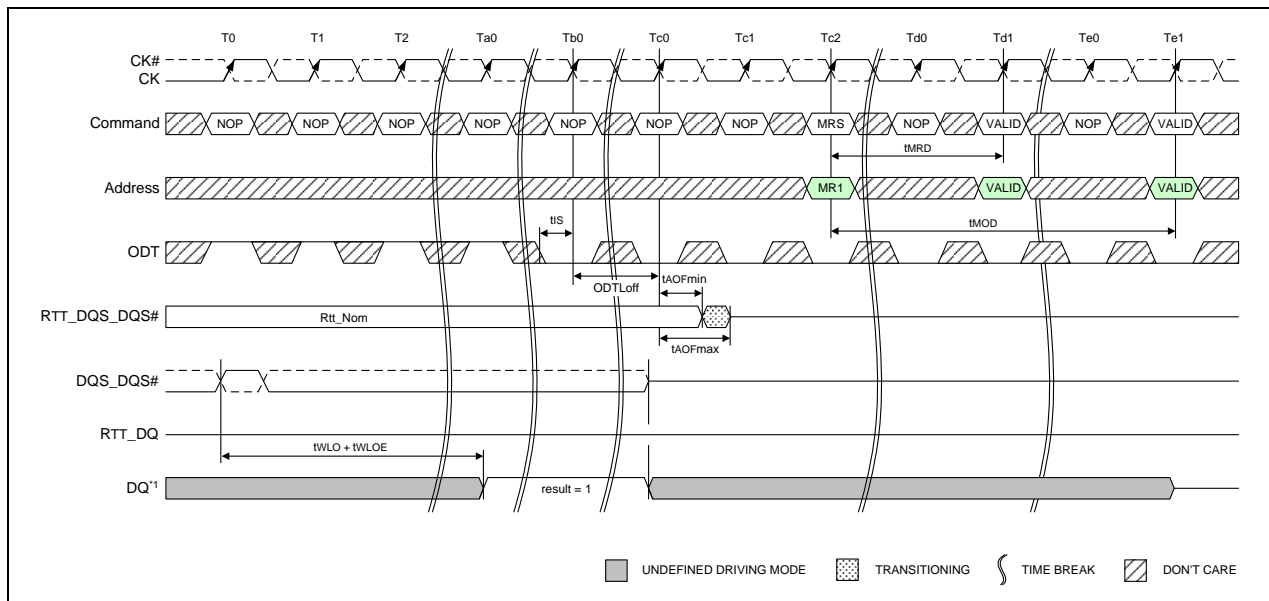 T0 T1 T2 Ta0 Tb0 Tc0 Tc1 Tc2 Td0 Td1 Te0 Te1
CK#
CK
Command NOP NOP NOP NOP NOP NOP NOP MRS NOP VALID NOP VALID
tMRD
Address MR1 VALID VALID
tIS tMOD
ODT
tAOFmin
ODTLoff
RTT_DQS_DQS# Rtt_Nom
tAOFmax
DQS_DQS#
RTT_DQ
tWLO + tWLOE
DQ*1 result = 1
UNDEFINED DRIVING MODE TRANSITIONING TIME BREAK DON'T CARE